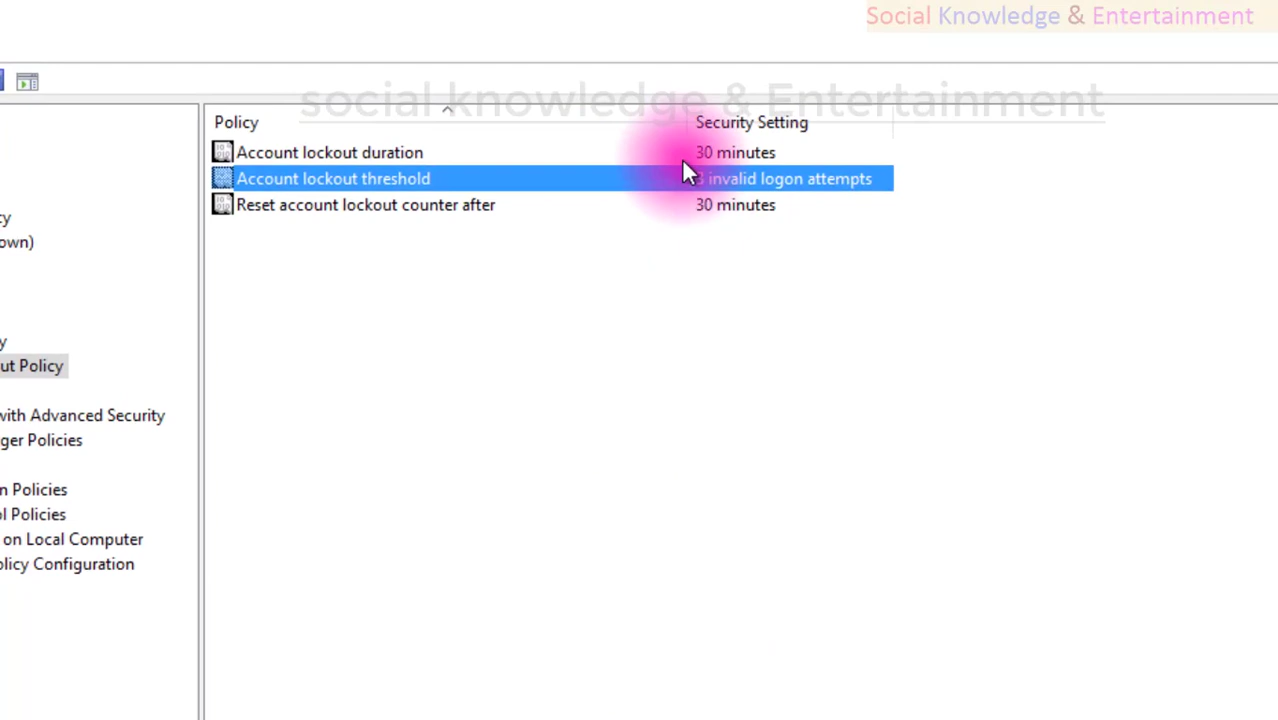 Social Knowledge & Entertainment
social knowledge & Entertainment
Policy
Security Setting
Account lockout duration
30 minutes
Account lockout threshold
invalid logon attempts
Reset account lockout counter after
30 minutes
ty
own)
y
ut Policy
with Advanced Security
ger Policies
n Policies
ol Policies
on Local Computer
olicy Configuration